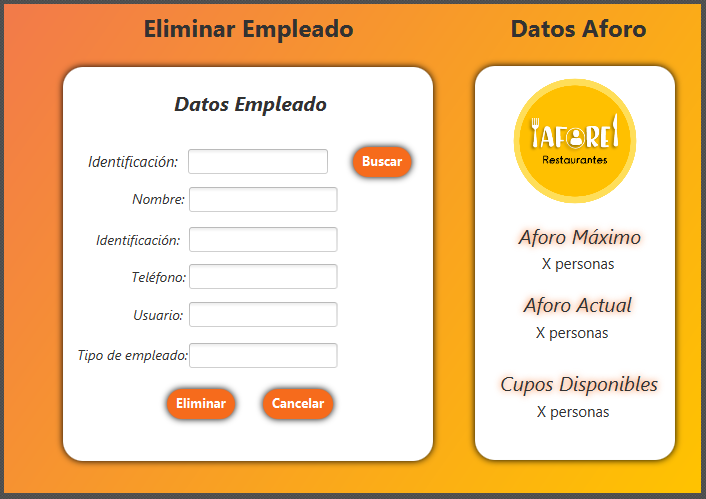 Eliminar Empleado
Datos Empleado
Identificación:
Buscar
Nombre:
Identificación:
Teléfono:
Usuario:
Tipo de empleado:
Eliminar
Cancelar
Datos Aforo
AFORE
Restaurantes
Aforo Máximo
X personas
Aforo Actual
X personas
Cupos Disponibles
X personas